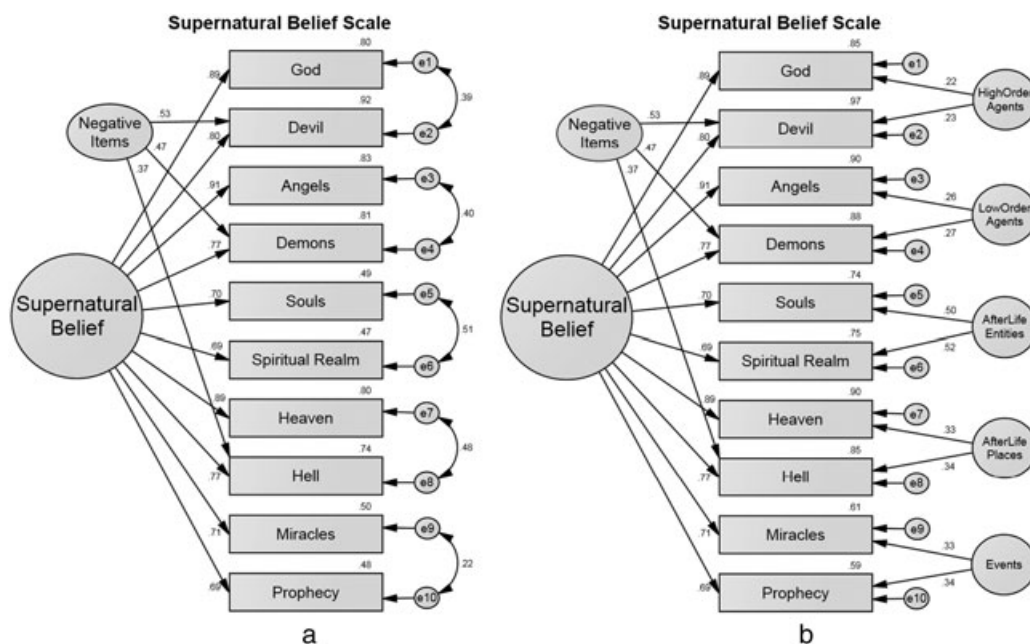 Supernatural Belief Scale
.80
God
e1
.89
.39
.92
Negative
Items
.53
Devil
e2
.80
.47
.37
.83
Angels
e3
.91
.40
.81
Demons
e4
.77
Supernatural
Belief
.49
Souls
e5
.70
.51
.47
Spiritual Realm
e6
.69
.80
Heaven
e7
.89
.48
.74
Hell
e8
.77
.50
Miracles
e9
.71
.22
.48
Prophecy
e10
.69
a
Supernatural Belief Scale
.85
God
e1
.89
.22
HighOrder
Agents
.23
.97
Negative
Items
.53
Devil
e2
.80
.47
.37
.90
Angels
e3
.91
.26
LowOrder
Agents
.27
.88
Demons
e4
.77
Supernatural
Belief
.74
Souls
e5
.70
.50
AfterLife
Entities
.52
.75
Spiritual Realm
e6
.69
.90
Heaven
e7
.89
.33
AfterLife
Places
.34
.85
Hell
e8
.77
.61
Miracles
e9
.71
.33
Events
.34
.59
Prophecy
e10
.69
b